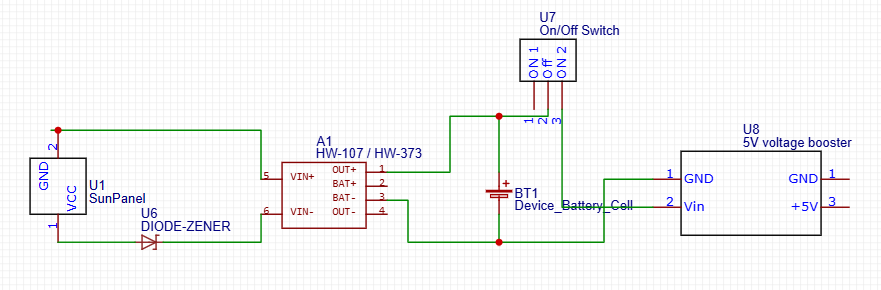 U7
On/Off Switch
ON 1
Off
ON 2
1
2
3
U8
5V voltage booster
1 GND
GND 1
2 Vin
+5V 3
A1
HW-107 / HW-373
5 VIN+
OUT+ 1
BAT+ 2
BAT- 3
6 VIN-
OUT- 4
2
GND
VCC
1
U1
SunPanel
U6
DIODE-ZENER
+
BT1
Device_Battery_Cell